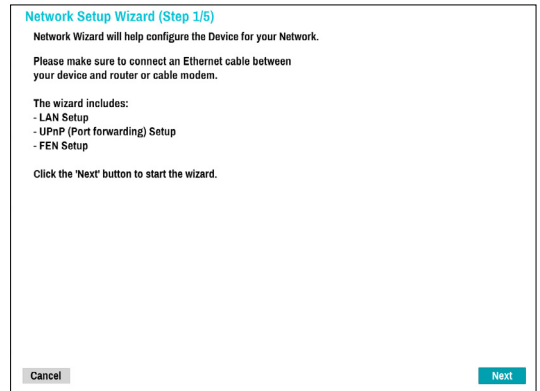 Network Setup Wizard (Step 1/5)
Network Wizard will help configure the Device for your Network.
Please make sure to connect an Ethernet cable between
your device and router or cable modem.
The wizard includes:
- LAN Setup
- UPnP (Port forwarding) Setup
- FEN Setup
Click the 'Next' button to start the wizard.
Cancel
Next